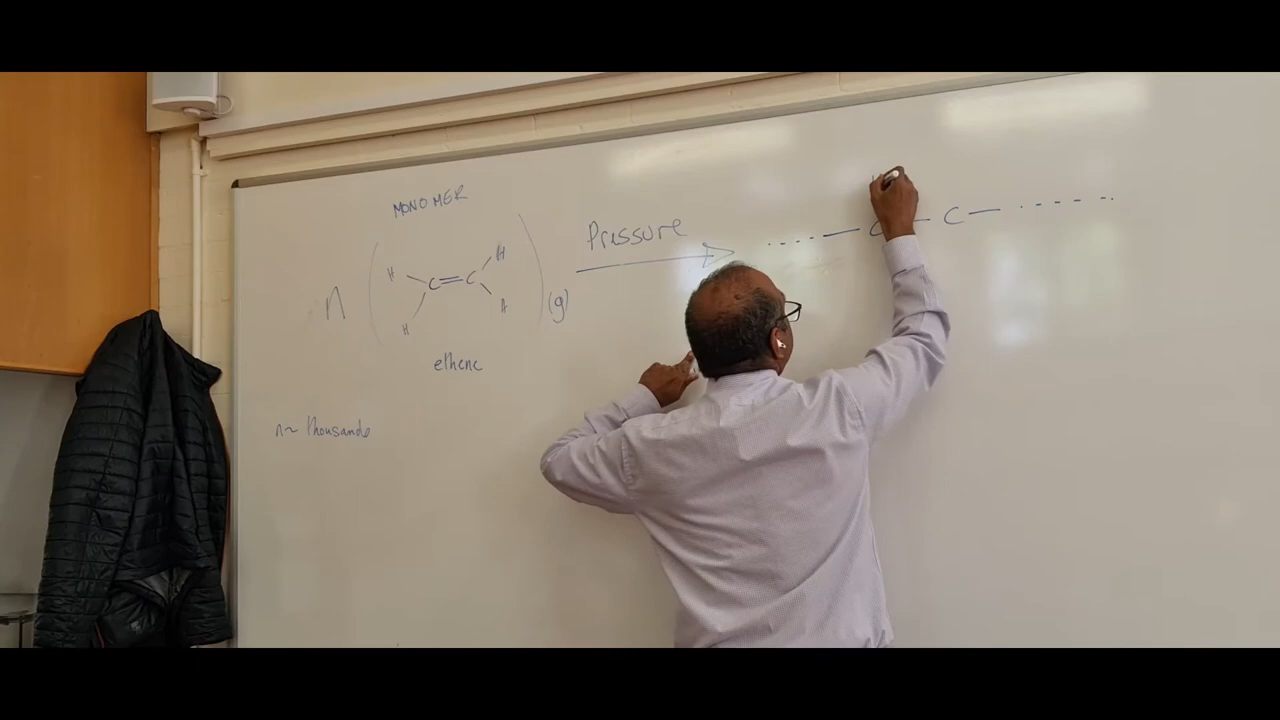 MONOMER
Pressure
H H
n ( C=C ) (g)
H H
.... — C — C — ......
ethene
n~ thousands